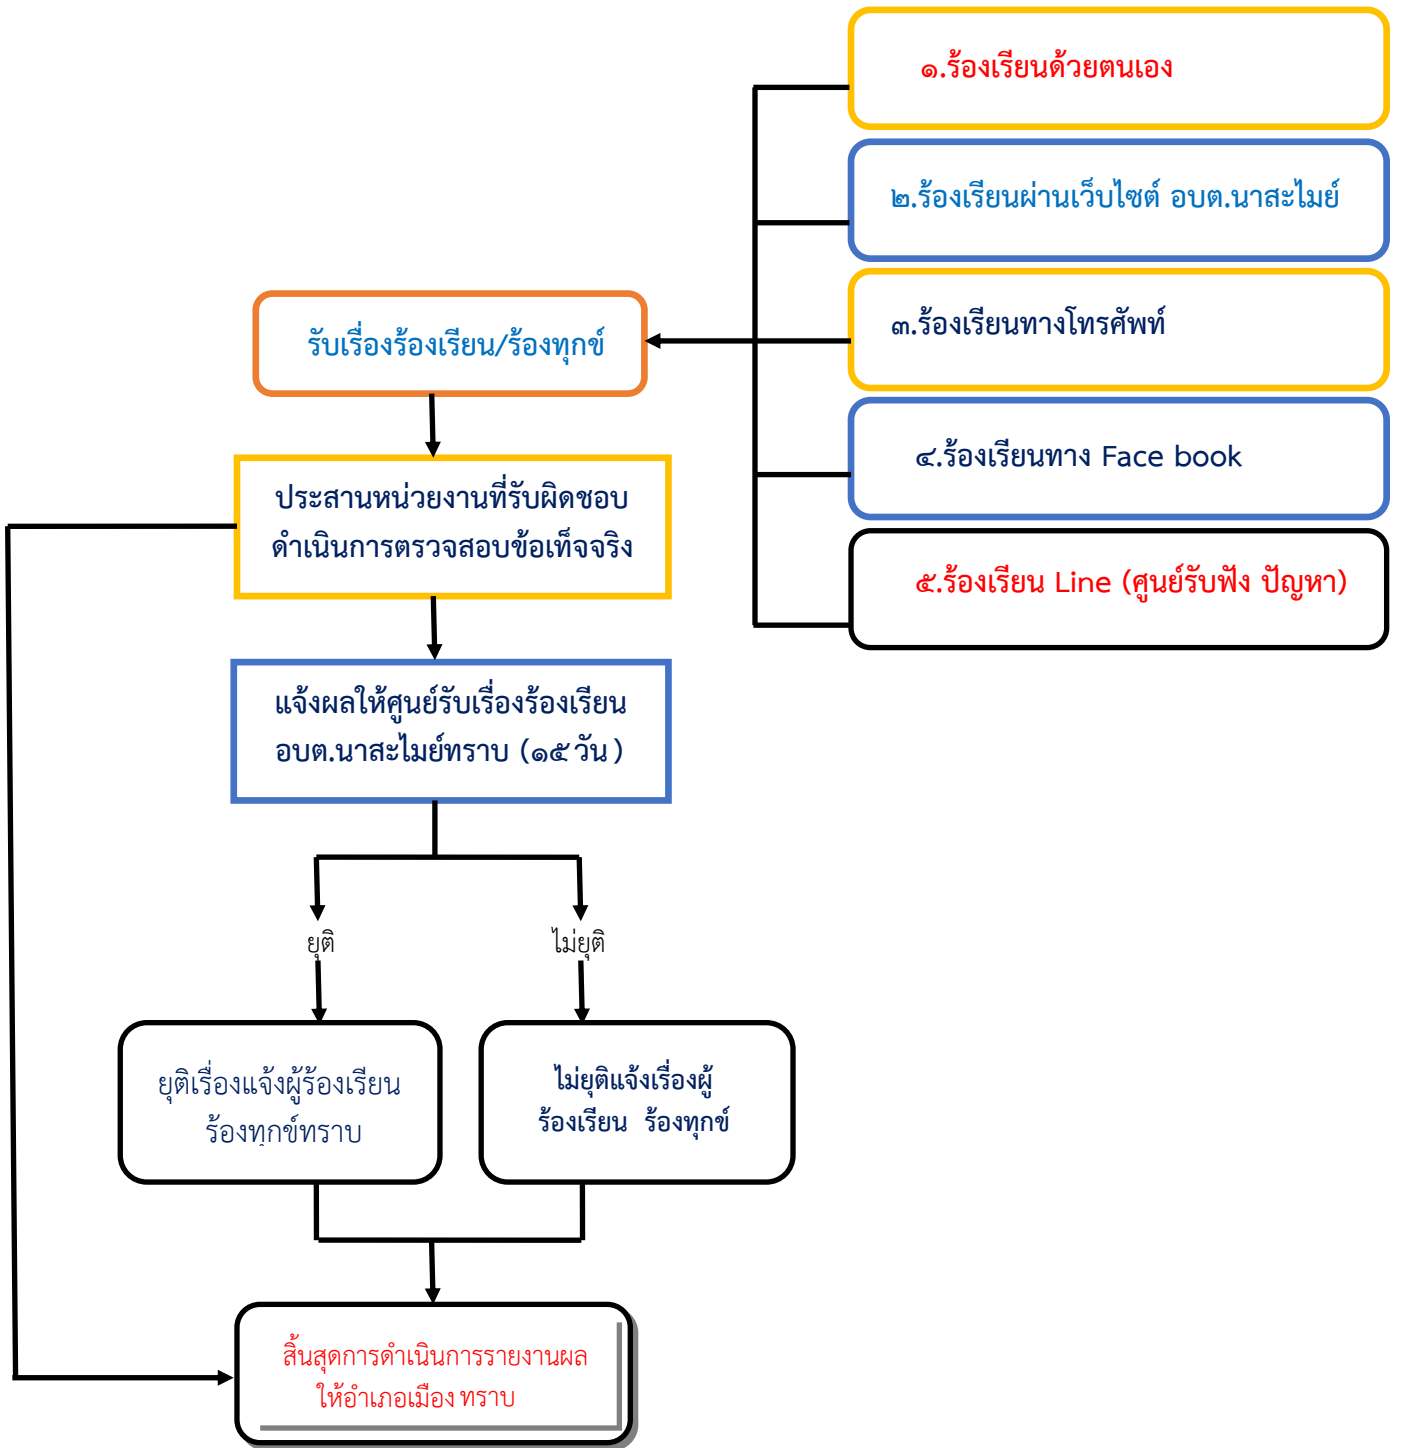 ๑.ร้องเรียนด้วยตนเอง
๒.ร้องเรียนผ่านเว็บไซต์ อบต.นาสะไมย์
๓.ร้องเรียนทางโทรศัพท์
๔.ร้องเรียนทาง Face book
๕.ร้องเรียน Line (ศูนย์รับฟัง ปัญหา)
รับเรื่องร้องเรียน/ร้องทุกข์
ประสานหน่วยงานที่รับผิดชอบ
ดำเนินการตรวจสอบข้อเท็จจริง
แจ้งผลให้ศูนย์รับเรื่องร้องเรียน
อบต.นาสะไมย์ทราบ (๑๕ วัน )
ยุติ
ไม่ยุติ
ยุติเรื่องแจ้งผู้ร้องเรียน
ร้องทุกข์ทราบ
ไม่ยุติแจ้งเรื่องผู้
ร้องเรียน ร้องทุกข์
สิ้นสุดการดำเนินการรายงานผล
ให้อำเภอเมือง ทราบ